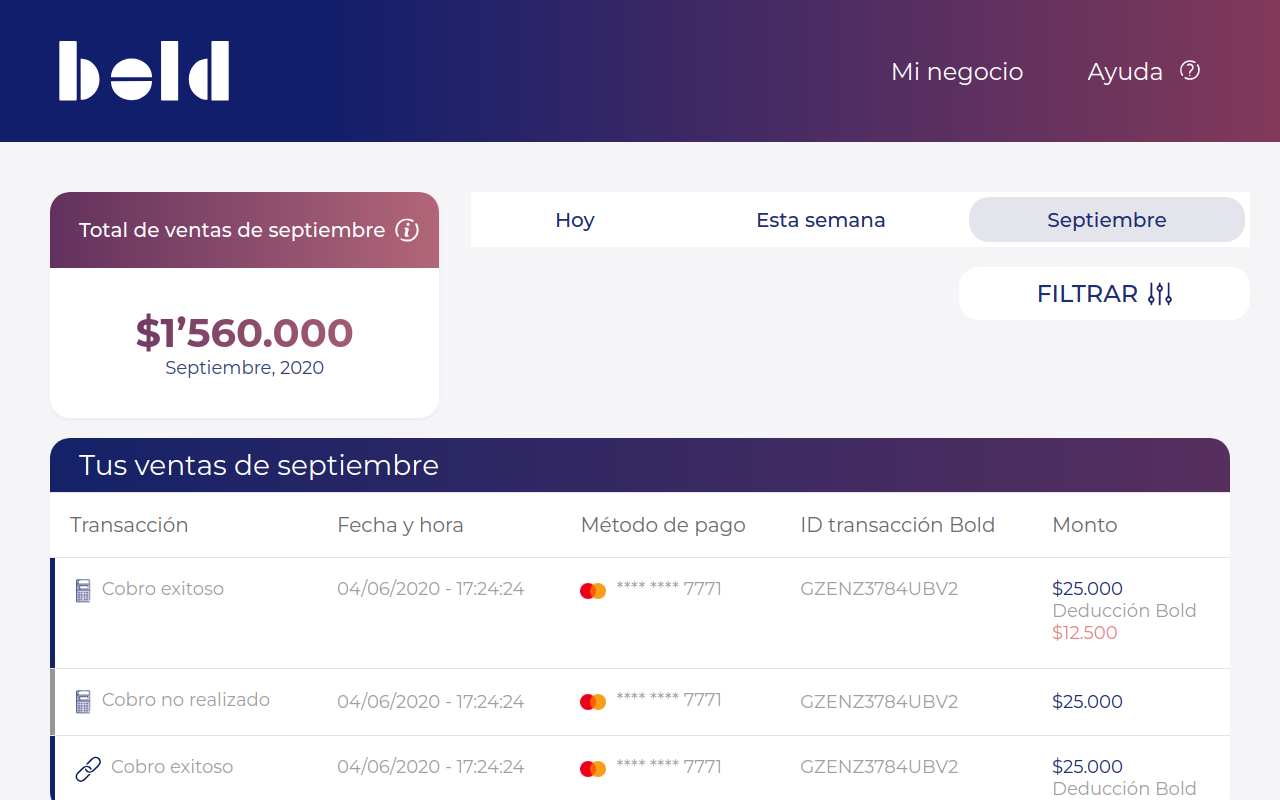 bold
Mi negocio
Ayuda
Total de ventas de septiembre
Hoy
Esta semana
Septiembre
FILTRAR
$1’560.000
Septiembre, 2020
Tus ventas de septiembre
Transacción Fecha y hora Método de pago ID transacción Bold Monto
Cobro exitoso 04/06/2020 - 17:24:24 **** **** 7771 GZENZ3784UBV2 $25.000
Deducción Bold
$12.500
Cobro no realizado 04/06/2020 - 17:24:24 **** **** 7771 GZENZ3784UBV2 $25.000
Cobro exitoso 04/06/2020 - 17:24:24 **** **** 7771 GZENZ3784UBV2 $25.000
Deducción Bold